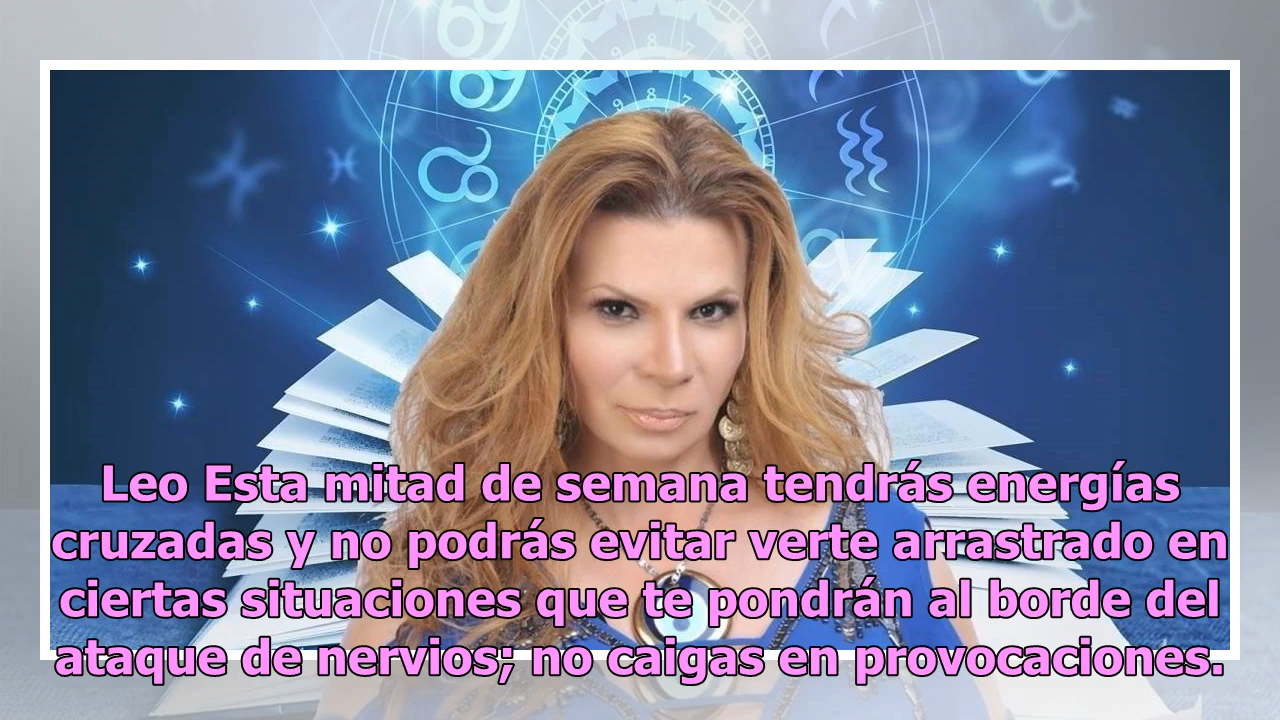 Leo Esta mitad de semana tendrás energías
cruzadas y no podrás evitar verte arrastrado en
ciertas situaciones que te pondrán al borde del
ataque de nervios; no caigas en provocaciones.